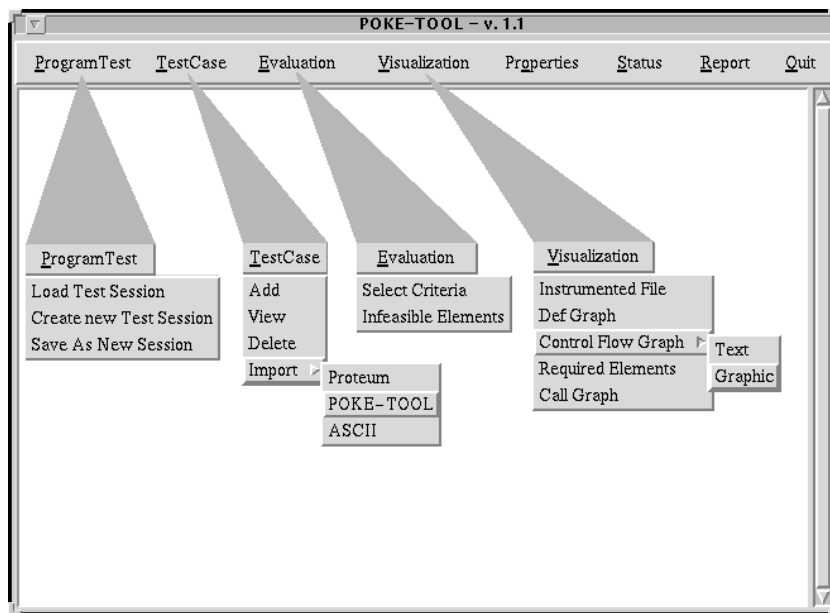 POKE-TOOL - v. 1.1
ProgramTest TestCase Evaluation Visualization Properties Status Report Quit
ProgramTest
Load Test Session
Create new Test Session
Save As New Session
TestCase
Add
View
Delete
Import
Proteum
POKE-TOOL
ASCII
Evaluation
Select Criteria
Infeasible Elements
Visualization
Instrumented File
Def Graph
Control Flow Graph
Text
Graphic
Required Elements
Call Graph